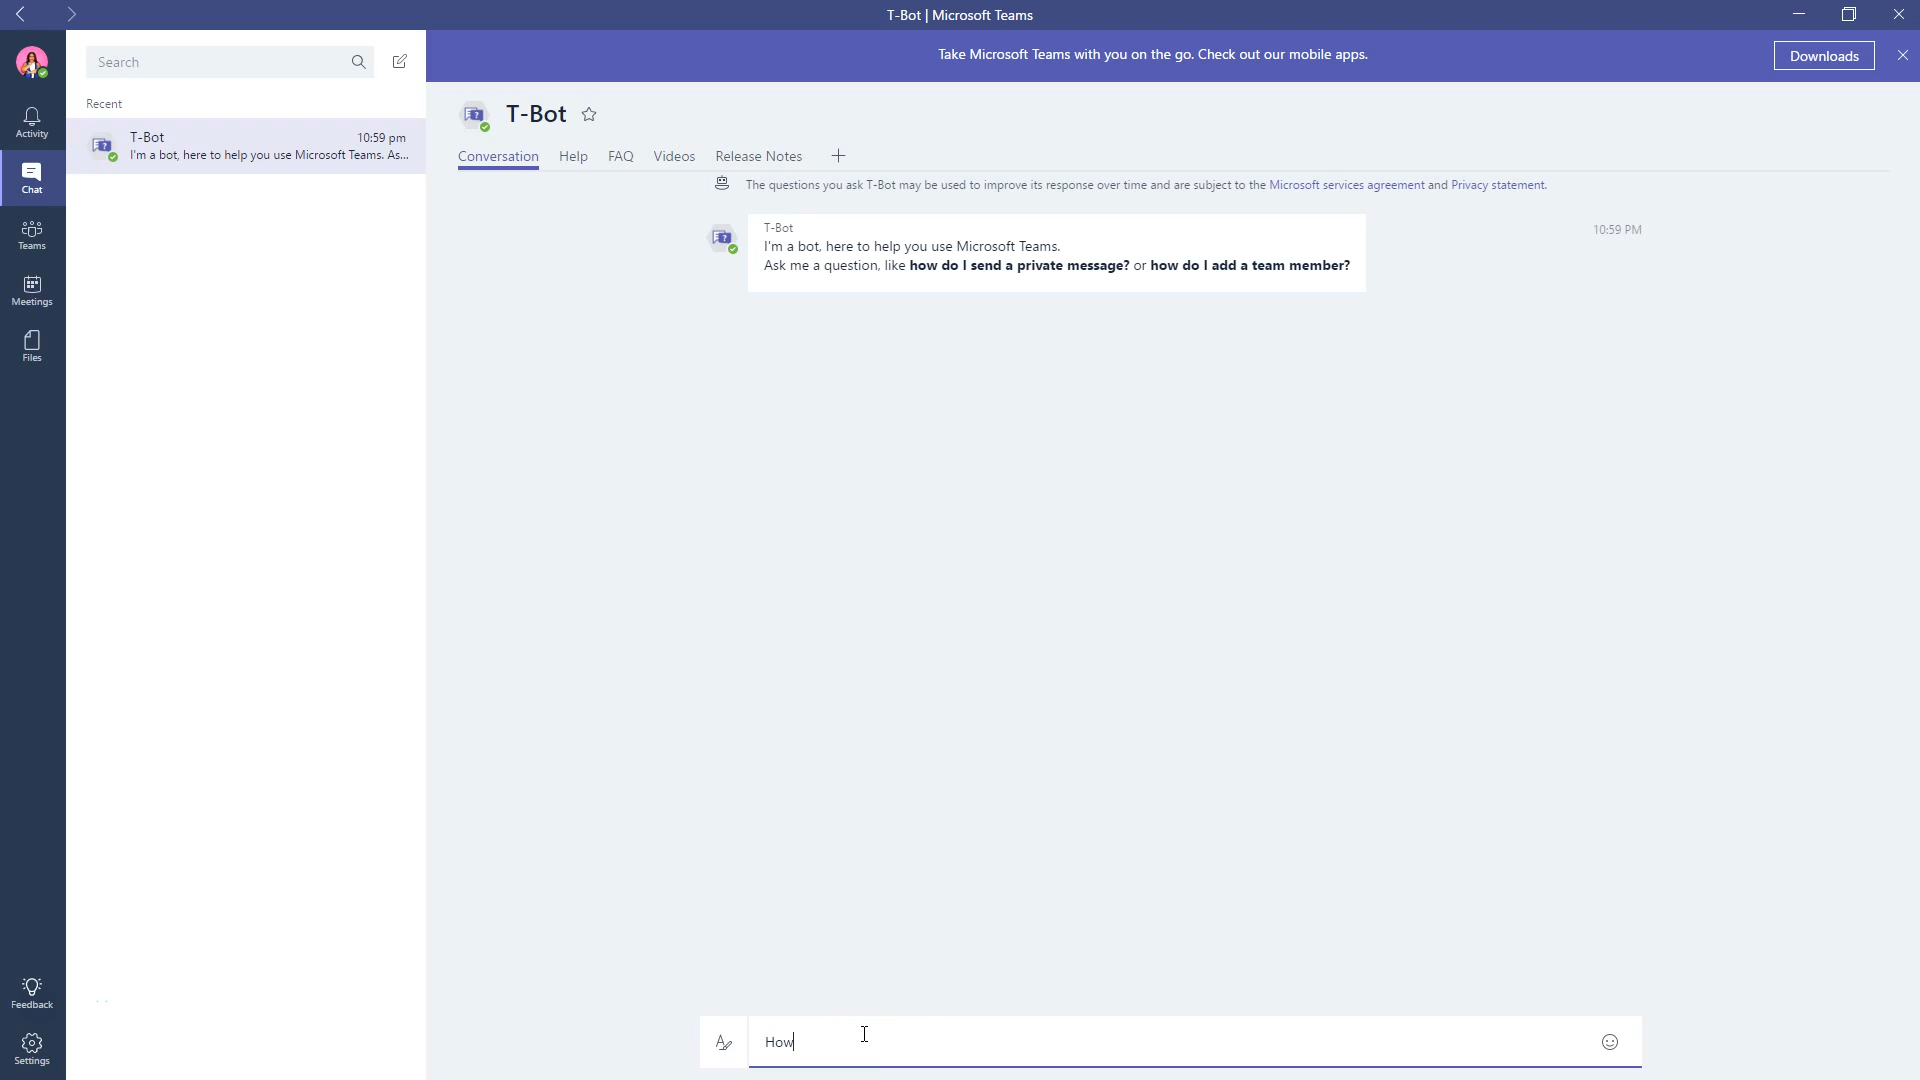 T-Bot | Microsoft Teams
Take Microsoft Teams with you on the go. Check out our mobile apps.
Downloads
Search
Activity
Chat
Teams
Meetings
Files
Feedback
Settings
Recent
T-Bot 10:59 pm
I'm a bot, here to help you use Microsoft Teams. As...
T-Bot
Conversation Help FAQ Videos Release Notes
The questions you ask T-Bot may be used to improve its response over time and are subject to the Microsoft services agreement and Privacy statement.
T-Bot
10:59 PM
I'm a bot, here to help you use Microsoft Teams.
Ask me a question, like how do I send a private message? or how do I add a team member?
How